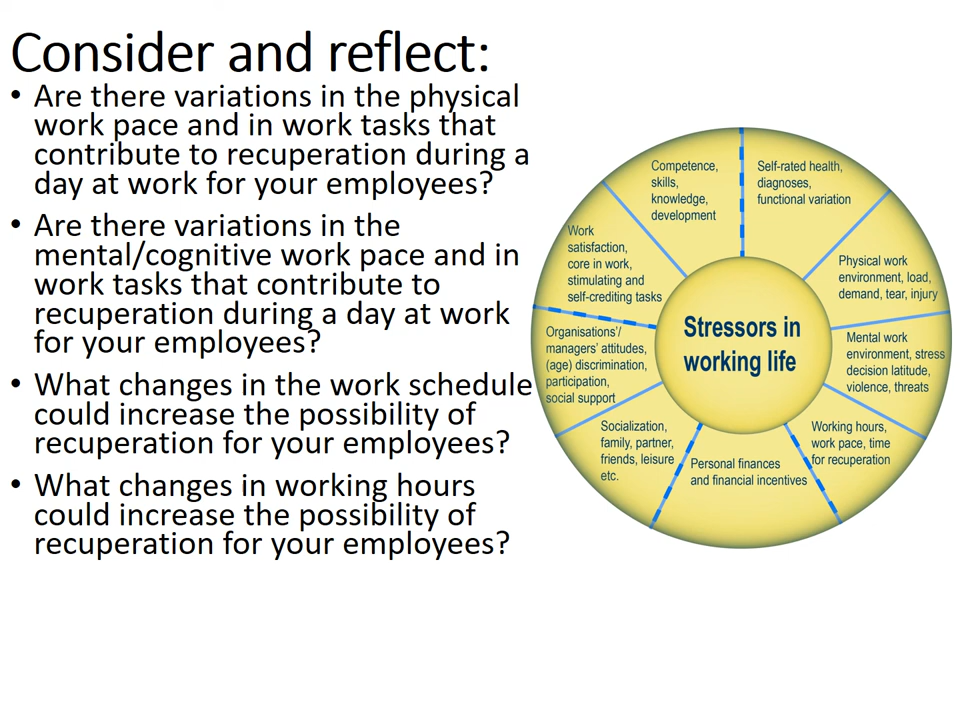 Consider and reflect:
• Are there variations in the physical
work pace and in work tasks that
contribute to recuperation during a
day at work for your employees?
• Are there variations in the
mental/cognitive work pace and in
work tasks that contribute to
recuperation during a day at work
for your employees?
• What changes in the work schedule
could increase the possibility of
recuperation for your employees?
• What changes in working hours
could increase the possibility of
recuperation for your employees?
Stressors in
working life
Self-rated health,
diagnoses,
functional variation
Physical work
environment, load,
demand, tear, injury
Mental work
environment, stress
decision latitude,
violence, threats
Working hours,
work pace, time
for recuperation
Personal finances
and financial incentives
Socialization,
family, partner,
friends, leisure
etc.
Organisations'/
managers' attitudes,
(age) discrimination,
participation,
social support
Work
satisfaction,
core in work,
stimulating and
self-crediting tasks
Competence,
skills,
knowledge,
development